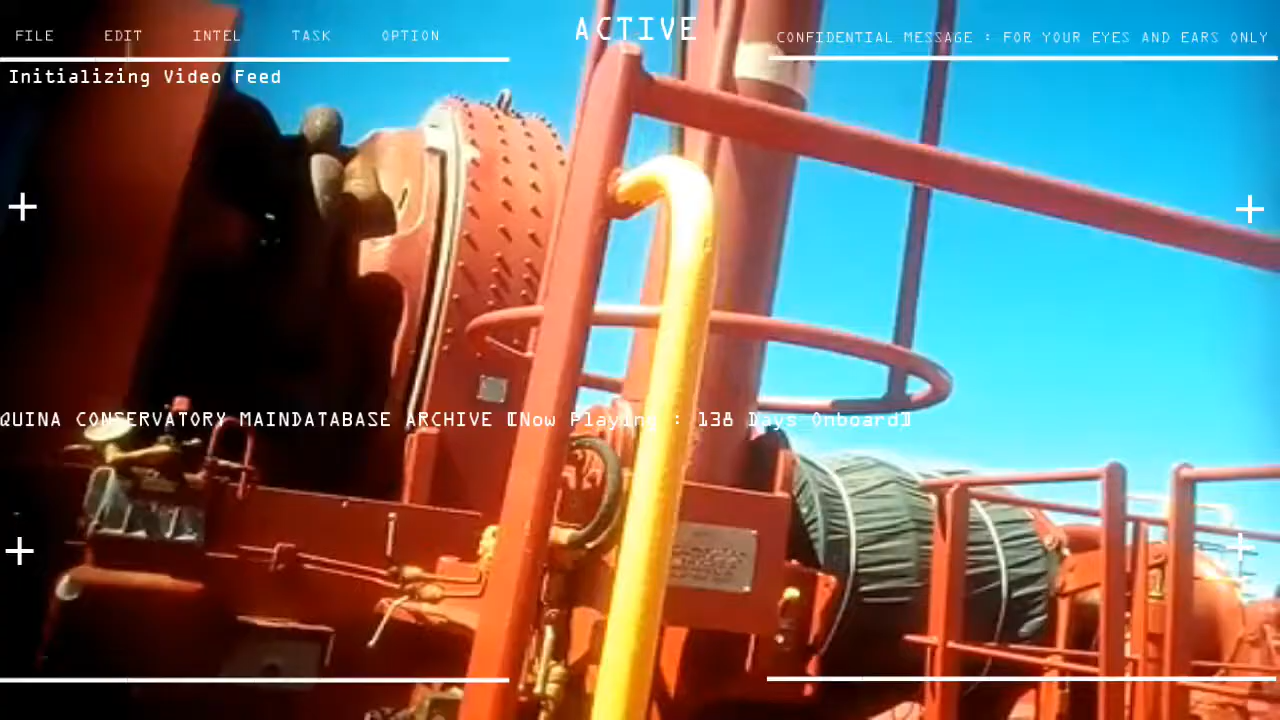 FILE EDIT INTEL TASK OPTION
ACTIVE
CONFIDENTIAL MESSAGE : FOR YOUR EYES AND EARS ONLY
Initializing Video Feed
QUINA CONSERVATORY MAINDATABASE ARCHIVE [Now Playing : 138 Days Onboard]